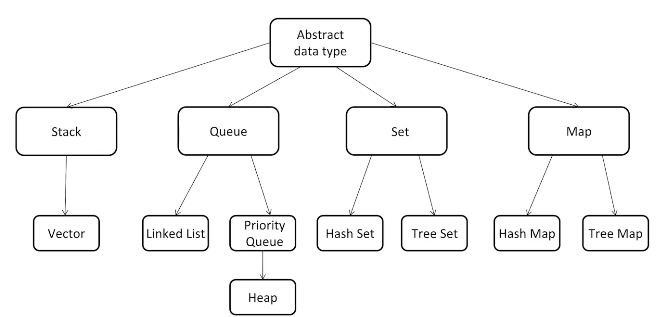 Abstract
data type
Stack
Queue
Set
Map
Vector
Linked List
Priority
Queue
Hash Set
Tree Set
Hash Map
Tree Map
Heap